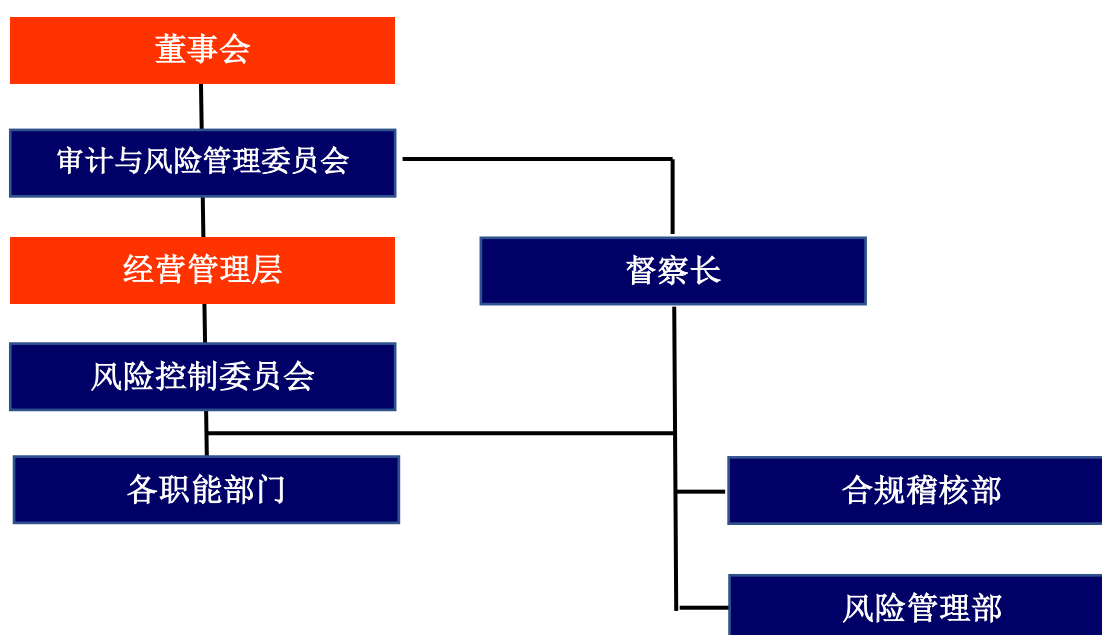 董事会
审计与风险管理委员会
经营管理层
督察长
风险控制委员会
各职能部门
合规稽核部
风险管理部